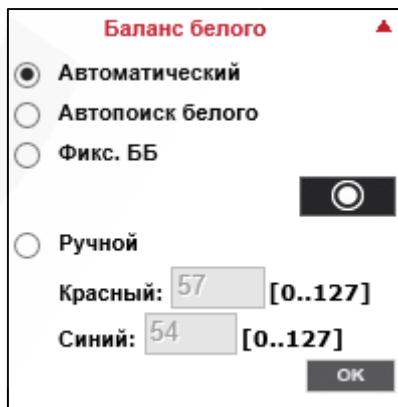 Баланс белого
Автоматический
Автопоиск белого
Фикс. ББ
Ручной
Красный: 57 [0..127]
Синий: 54 [0..127]
OK